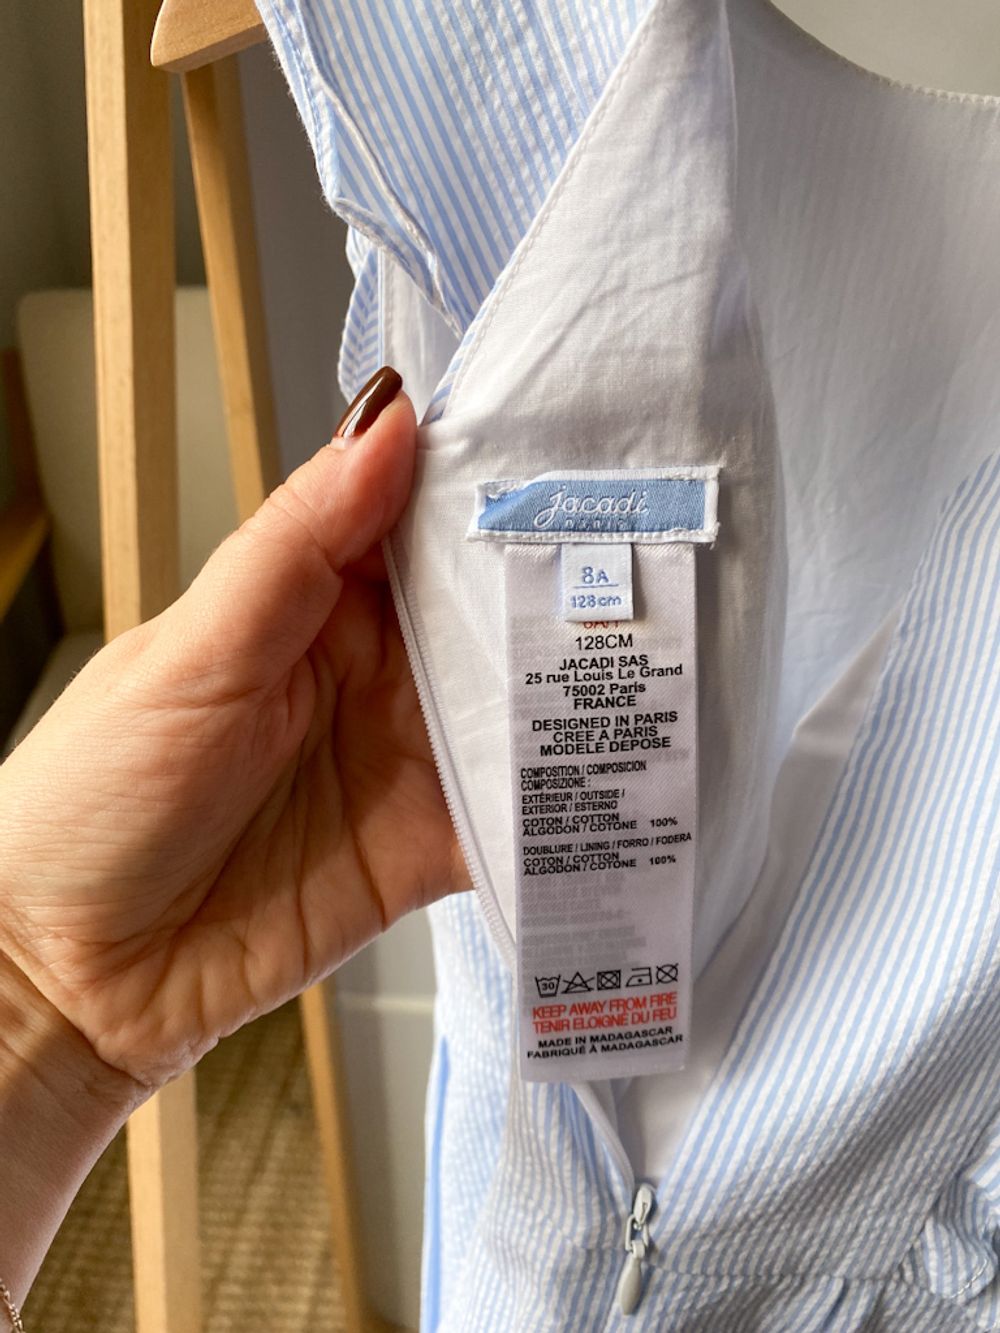 jacadi
PARIS
8A
128cm
128CM
JACADI SAS
25 rue Louis Le Grand
75002 Paris
FRANCE
DESIGNED IN PARIS
CREE A PARIS
MODELE DEPOSE
COMPOSITION / COMPOSICION
COMPOSIZIONE :
EXTÉRIEUR / OUTSIDE /
EXTERIOR / ESTERNO
COTON / COTTON
ALGODON / COTONE 100%
DOUBLURE / LINING / FORRO / FODERA
COTON / COTTON
ALGODON / COTONE 100%
30
KEEP AWAY FROM FIRE
TENIR ELOIGNÉ DU FEU
MADE IN MADAGASCAR
FABRIQUÉ À MADAGASCAR